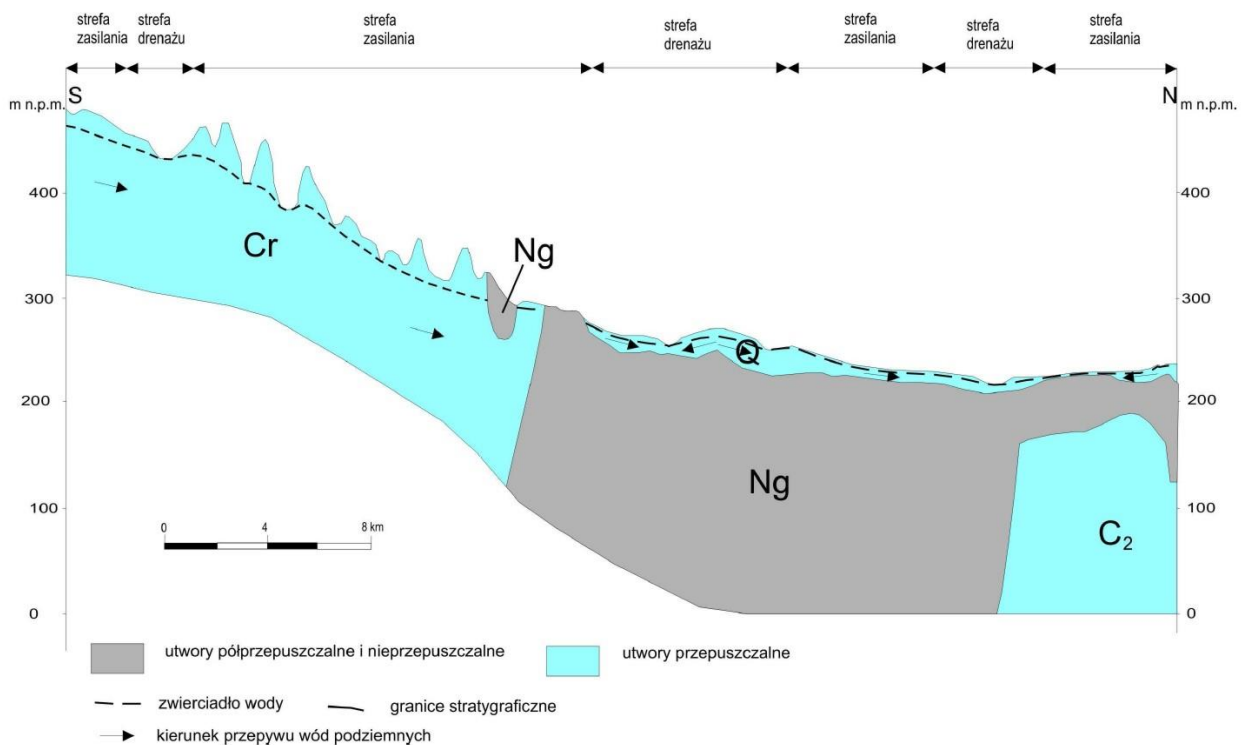 strefa
zasilania
strefa
drenażu
strefa
zasilania
strefa
drenażu
strefa
zasilania
strefa
drenażu
strefa
zasilania
S
N
m n.p.m.
m n.p.m.
400
400
Cr
Ng
300
300
Q
200
200
Ng
100
100
C₂
0 4 8 km
0
0
utwory półprzepuszczalne i nieprzepuszczalne
utwory przepuszczalne
zwierciadło wody
granice stratygraficzne
kierunek przepływu wód podziemnych